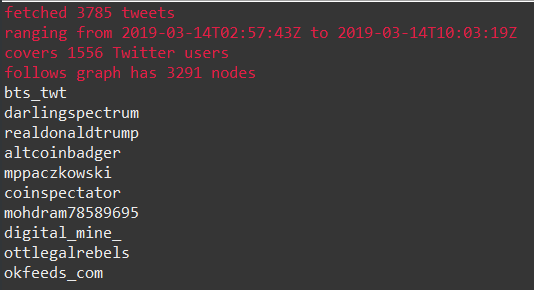 fetched 3785 tweets
ranging from 2019-03-14T02:57:43Z to 2019-03-14T10:03:19Z
covers 1556 Twitter users
follows graph has 3291 nodes
bts_twt
darlingspectrum
realdonaldtrump
altcoinbadger
mppaczkowski
coinspectator
mohdram78589695
digital_mine_
ottlegalrebels
okfeeds_com